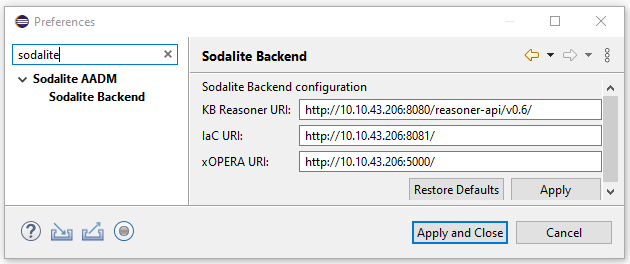 Preferences
sodalite
Sodalite AADM
Sodalite Backend
Sodalite Backend
Sodalite Backend configuration
KB Reasoner URI: http://10.10.43.206:8080/reasoner-api/v0.6/
IaC URI: http://10.10.43.206:8081/
xOPERA URI: http://10.10.43.206:5000/
Restore Defaults Apply
Apply and Close Cancel